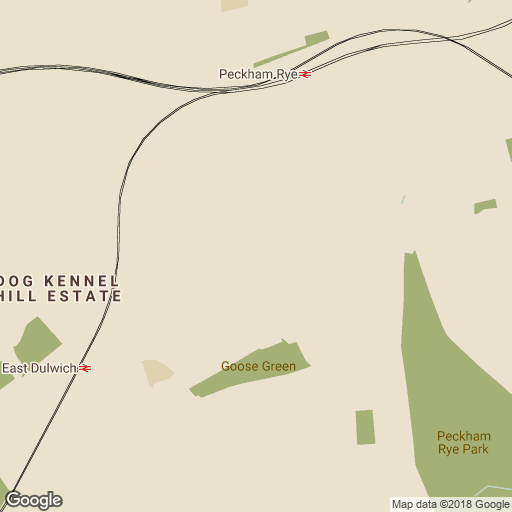 Peckham Rye
DOG KENNEL
HILL ESTATE
East Dulwich
Goose Green
Peckham
Rye Park
Google
Map data ©2018 Google